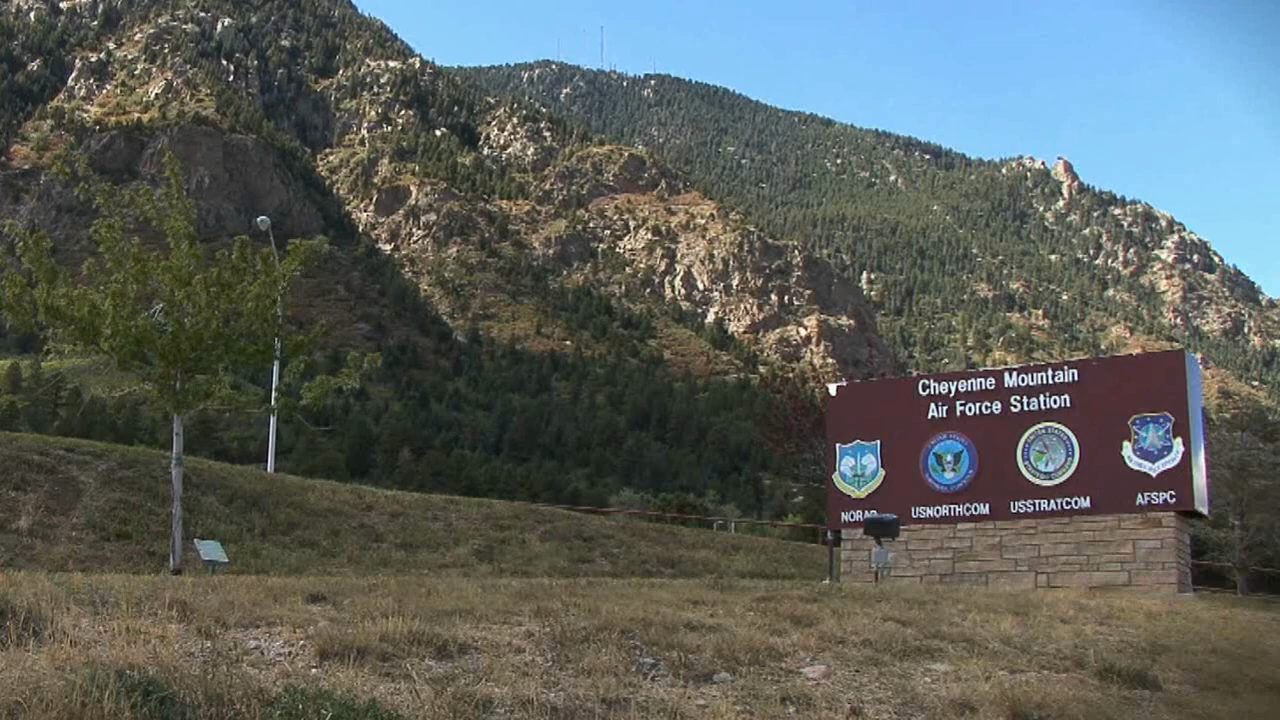 Cheyenne Mountain
Air Force Station
NORAD
USNORTHCOM
USSTRATCOM
AFSPC